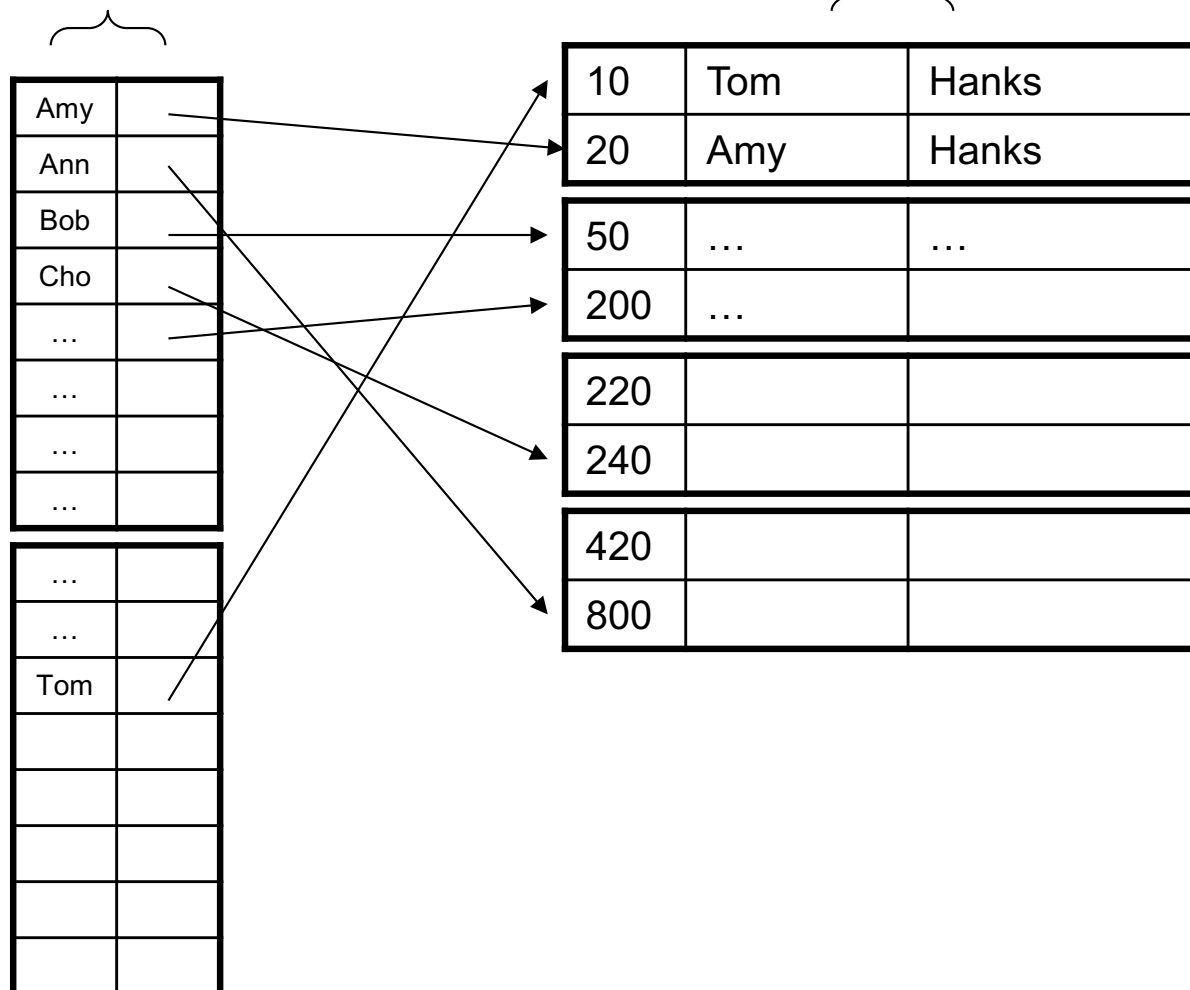 Amy
Ann
Bob
Cho
…
…
…
…
…
…
Tom
10 Tom Hanks
20 Amy Hanks
50 … …
200 …
220
240
420
800